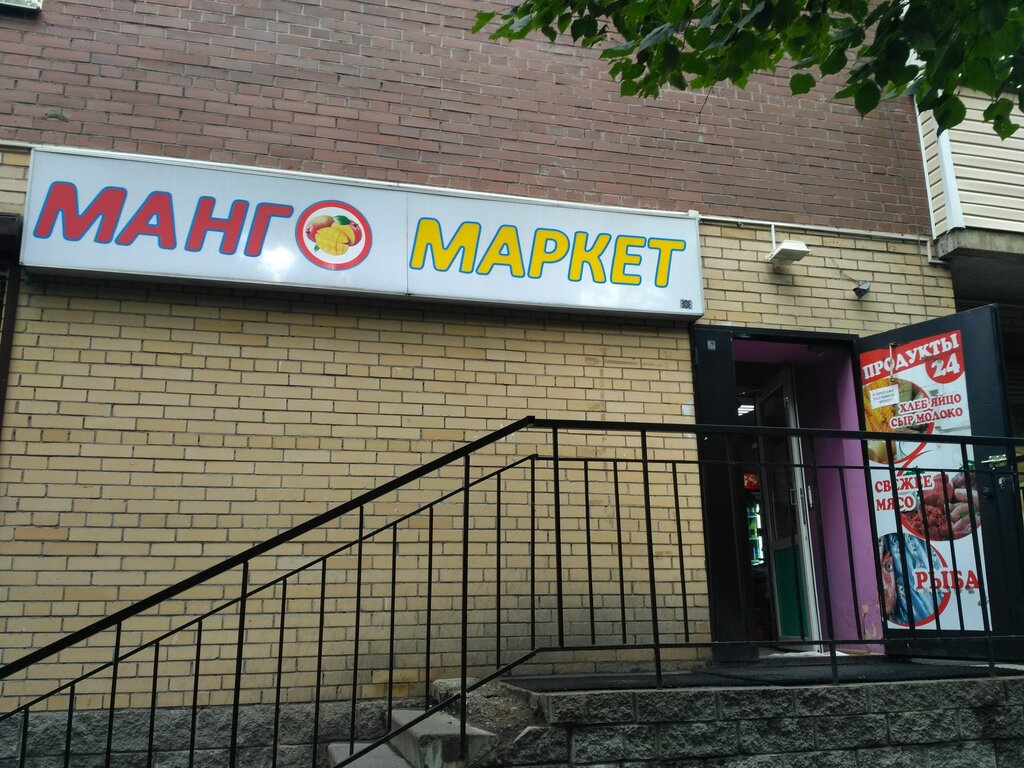 МАНГО МАРКЕТ
ПРОДУКТЫ
24
ХЛЕБ ЯЙЦО
СЫР МОЛОКО
СВЕЖЕЕ
МЯСО
РЫБА